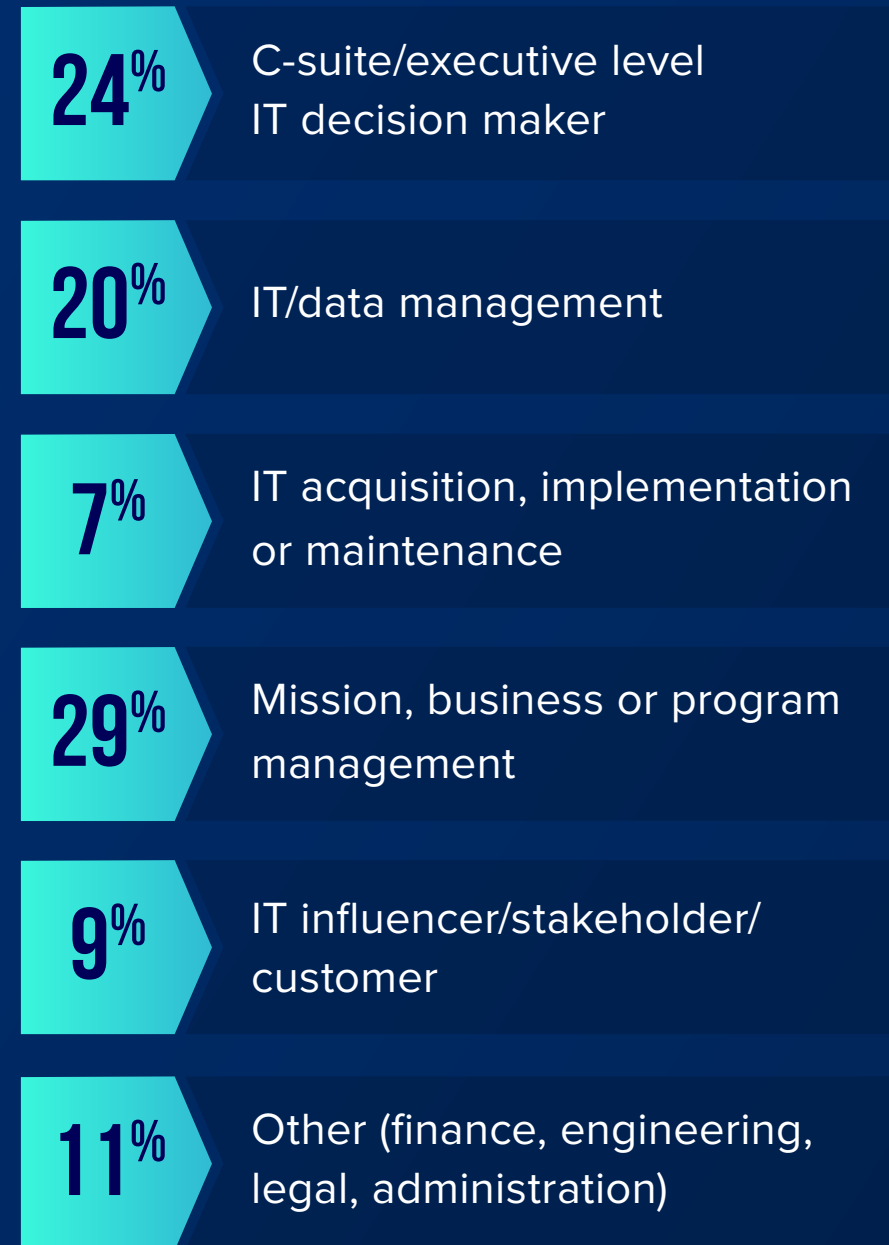 24%
C-suite/executive level
IT decision maker
20%
IT/data management
7%
IT acquisition, implementation
or maintenance
29%
Mission, business or program
management
9%
IT influencer/stakeholder/
customer
11%
Other (finance, engineering,
legal, administration)